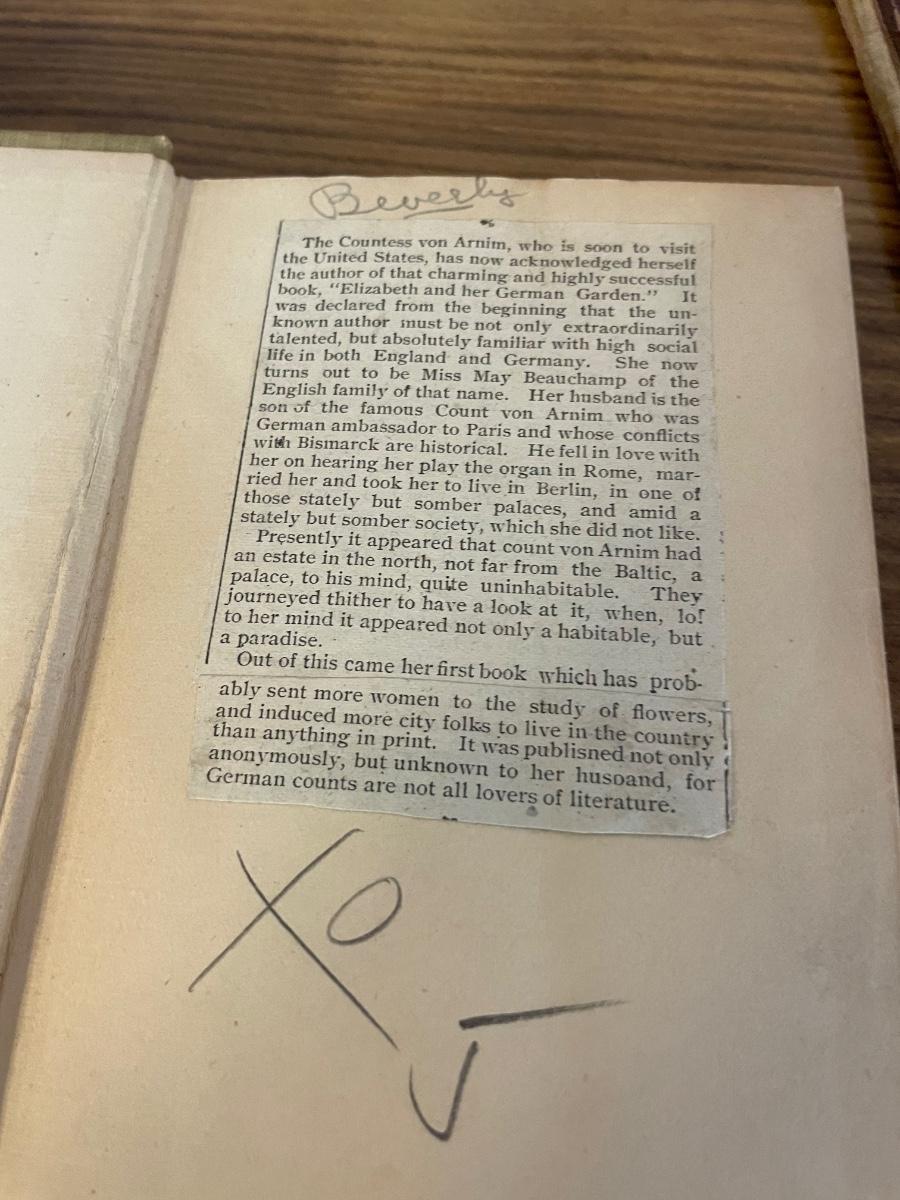 Beverly
The Countess von Arnim, who is soon to visit
the United States, has now acknowledged herself
the author of that charming and highly successful
book, "Elizabeth and her German Garden." It
was declared from the beginning that the un-
known author must be not only extraordinarily
talented, but absolutely familiar with high social
life in both England and Germany. She now
turns out to be Miss May Beauchamp of the
English family of that name. Her husband is the
son of the famous Count von Arnim who was
German ambassador to Paris and whose conflicts
with Bismarck are historical. He fell in love with
her on hearing her play the organ in Rome, mar-
ried her and took her to live in Berlin, in one of
those stately but somber palaces, and amid a
stately but somber society, which she did not like.
Presently it appeared that count von Arnim had
an estate in the north, not far from the Baltic, a
palace, to his mind, quite uninhabitable. They
journeyed thither to have a look at it, when, lo!
to her mind it appeared not only a habitable, but
a paradise.
Out of this came her first book which has prob-
ably sent more women to the study of flowers,
and induced more city folks to live in the country
than anything in print. It was publisned not only
anonymously, but unknown to her husoand, for
German counts are not all lovers of literature.
XO